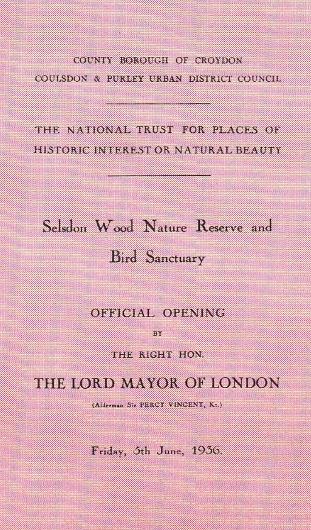 COUNTY BOROUGH OF CROYDON
COULSDON & PURLEY URBAN DISTRICT COUNCIL
THE NATIONAL TRUST FOR PLACES OF
HISTORIC INTEREST OR NATURAL BEAUTY
Selsdon Wood Nature Reserve and
Bird Sanctuary
OFFICIAL OPENING
BY
THE RIGHT HON.
THE LORD MAYOR OF LONDON
(Alderman Sir PERCY VINCENT, Kt.)
Friday, 5th June, 1936.